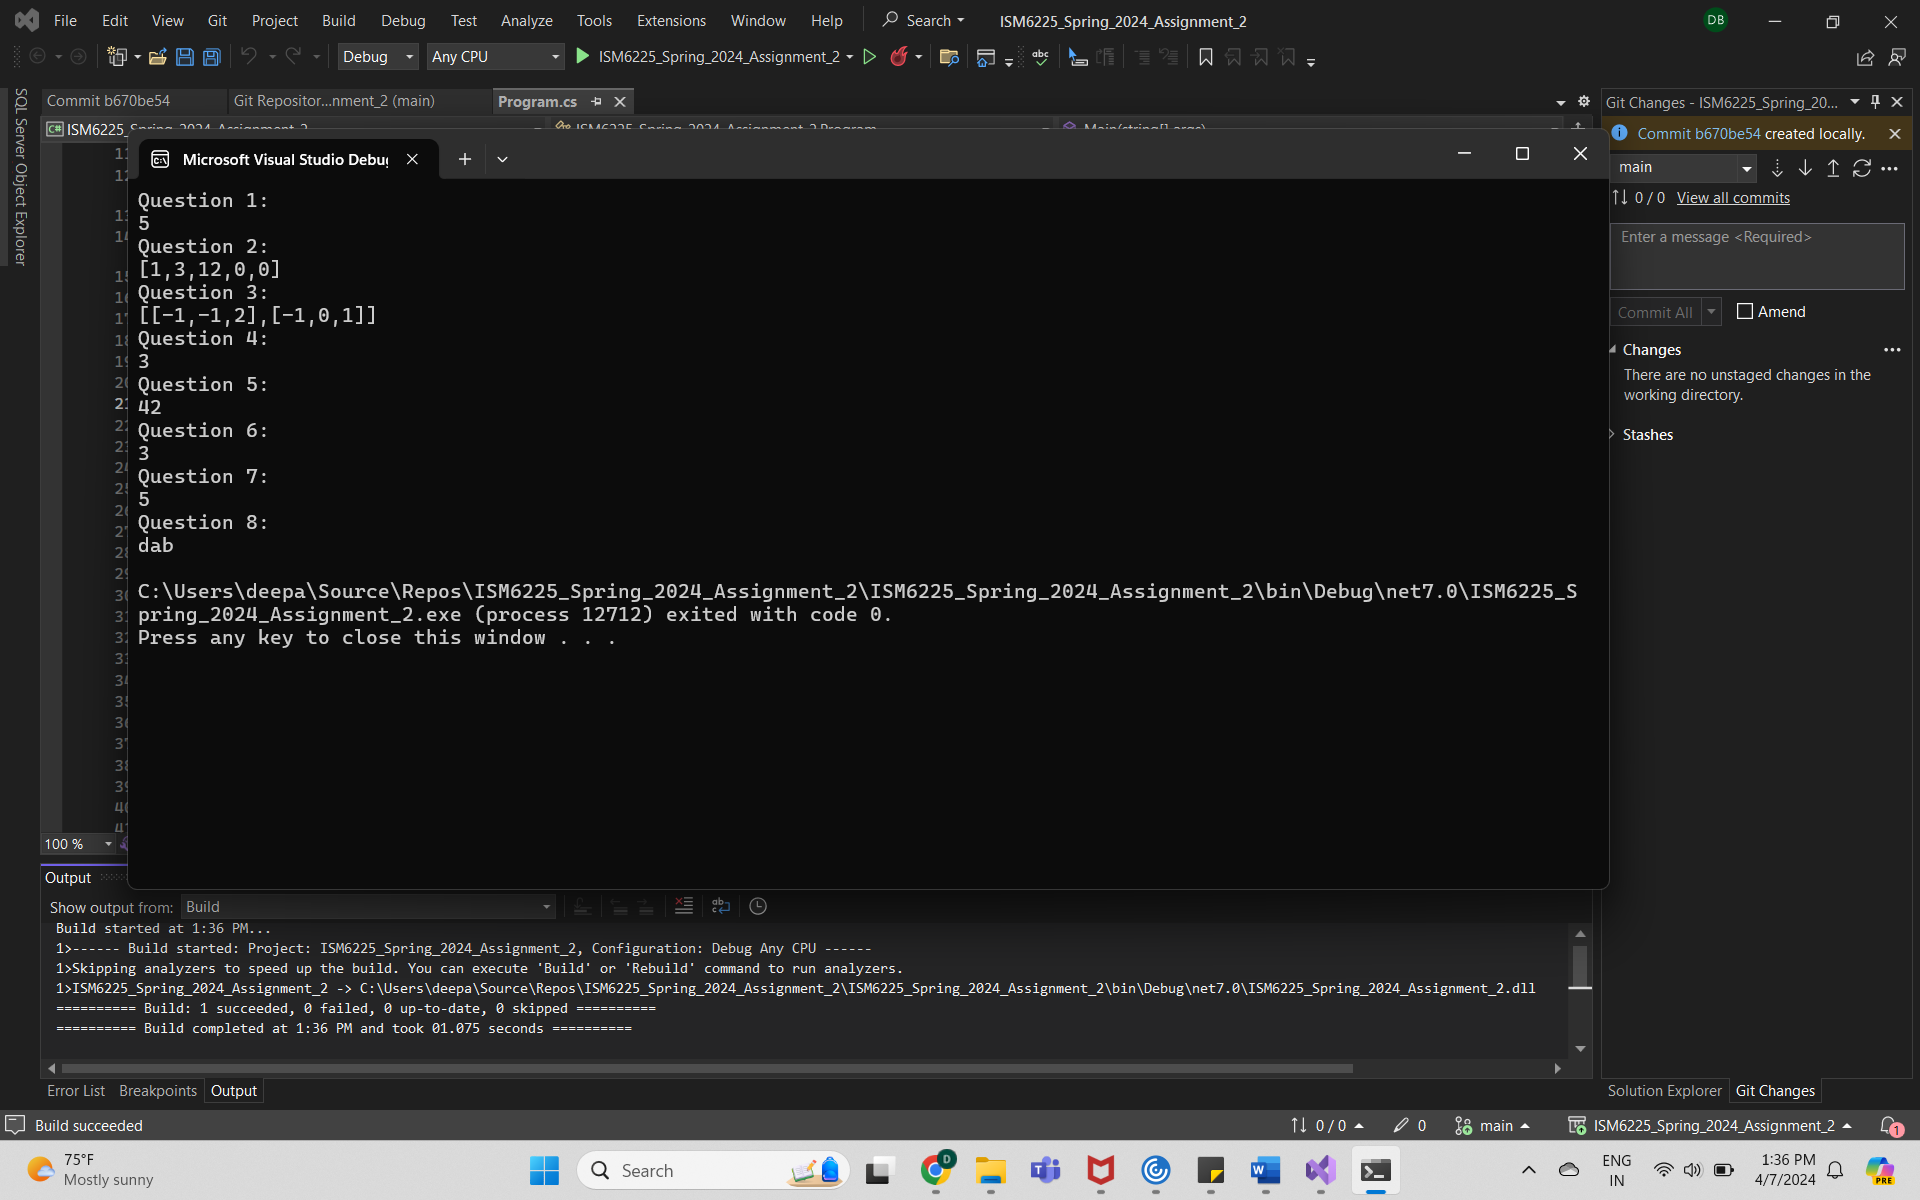 File Edit View Git Project Build Debug Test Analyze Tools Extensions Window Help Search ISM6225_Spring_2024_Assignment_2 DB
Debug Any CPU ISM6225_Spring_2024_Assignment_2
SQL Server Object Explorer
Commit b670be54 Git Repositor...nment_2 (main) Program.cs
C# ISM6225_Spring_2024_Assignment_2 ISM6225_Spring_2024_Assignment_2.Program Main(string[] args)
Microsoft Visual Studio Debu
Question 1:
5
Question 2:
[1,3,12,0,0]
Question 3:
[[-1,-1,2],[-1,0,1]]
Question 4:
3
Question 5:
42
Question 6:
3
Question 7:
5
Question 8:
dab
C:\Users\deepa\Source\Repos\ISM6225_Spring_2024_Assignment_2\ISM6225_Spring_2024_Assignment_2\bin\Debug\net7.0\ISM6225_S
pring_2024_Assignment_2.exe (process 12712) exited with code 0.
Press any key to close this window . . .
Git Changes - ISM6225_Spring_20...
Commit b670be54 created locally.
main
0 / 0 View all commits
Enter a message <Required>
Commit All Amend
Changes
There are no unstaged changes in the
working directory.
Stashes
100 %
Output
Show output from: Build
Build started at 1:36 PM...
1>------ Build started: Project: ISM6225_Spring_2024_Assignment_2, Configuration: Debug Any CPU ------
1>Skipping analyzers to speed up the build. You can execute 'Build' or 'Rebuild' command to run analyzers.
1>ISM6225_Spring_2024_Assignment_2 -> C:\Users\deepa\Source\Repos\ISM6225_Spring_2024_Assignment_2\ISM6225_Spring_2024_Assignment_2\bin\Debug\net7.0\ISM6225_Spring_2024_Assignment_2.dll
========== Build: 1 succeeded, 0 failed, 0 up-to-date, 0 skipped ==========
========== Build completed at 1:36 PM and took 01.075 seconds ==========
Error List Breakpoints Output
Solution Explorer Git Changes
Build succeeded 0 / 0 0 main ISM6225_Spring_2024_Assignment_2 1
75°F
Mostly sunny
Search
ENG
IN
1:36 PM
4/7/2024
PRE